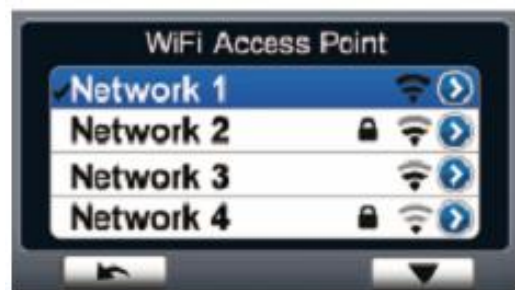 WiFi Access Point
Network 1
Network 2
Network 3
Network 4